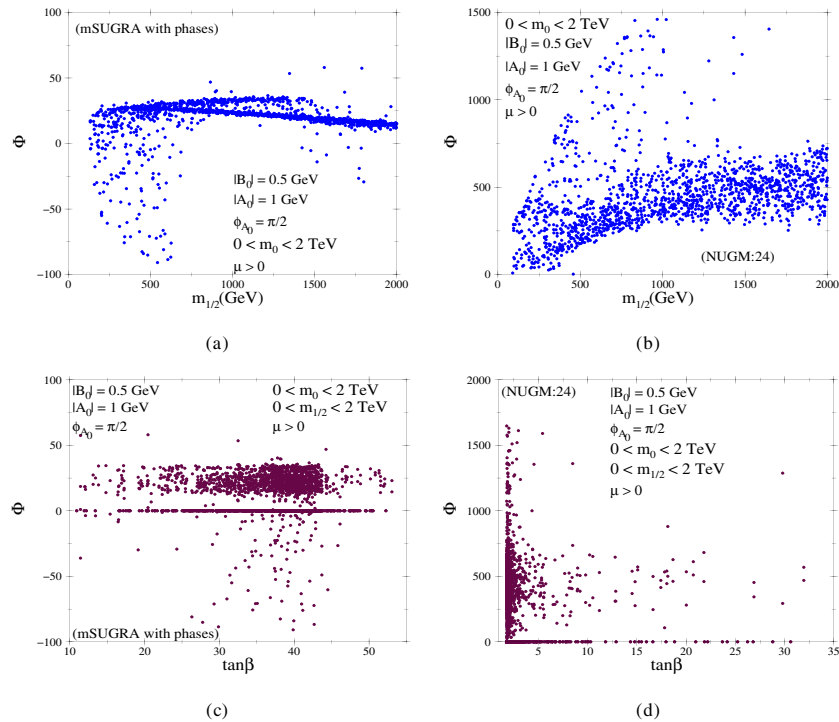 (mSUGRA with phases)
100
50
Φ
0
−50
−100
|B₀| = 0.5 GeV
|A₀| = 1 GeV
ϕ_A₀ = π/2
0 < m₀ < 2 TeV
μ > 0
0 500 1000 1500 2000
m₁/₂(GeV)
(a)
0 < m₀ < 2 TeV
|B₀| = 0.5 GeV
|A₀| = 1 GeV
ϕ_A₀ = π/2
μ > 0
1500
1000
Φ
500
0
(NUGM:24)
0 500 1000 1500 2000
m₁/₂(GeV)
(b)
100
50
Φ
0
−50
−100
|B₀| = 0.5 GeV
|A₀| = 1 GeV
ϕ_A₀ = π/2
0 < m₀ < 2 TeV
0 < m₁/₂ < 2 TeV
μ > 0
(mSUGRA with phases)
10 20 30 40 50
tanβ
(c)
2000
1500
Φ
1000
500
0
(NUGM:24)
|B₀| = 0.5 GeV
|A₀| = 1 GeV
ϕ_A₀ = π/2
0 < m₀ < 2 TeV
0 < m₁/₂ < 2 TeV
μ > 0
5 10 15 20 25 30 35
tanβ
(d)